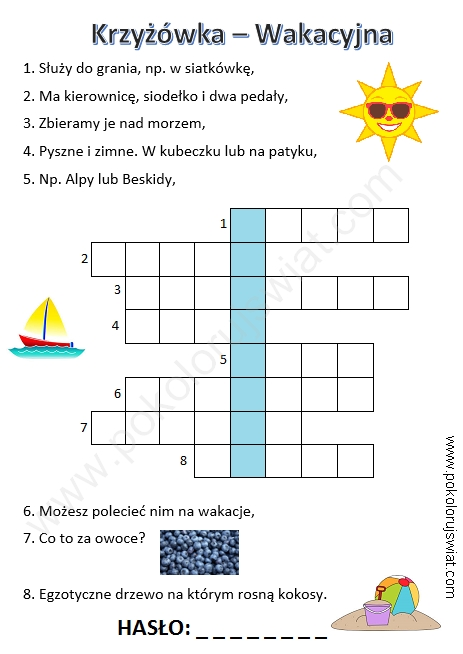 Krzyżówka – Wakacyjna
1. Służy do grania, np. w siatkówkę,
2. Ma kierownicę, siodełko i dwa pedały,
3. Zbieramy je nad morzem,
4. Pyszne i zimne. W kubeczku lub na patyku,
5. Np. Alpy lub Beskidy,
1
2
3
4
5
6
7
8
www.pokolorujswiat.com
www.pokolorujswiat.com
6. Możesz polecieć nim na wakacje,
7. Co to za owoce?
8. Egzotyczne drzewo na którym rosną kokosy.
HASŁO: _ _ _ _ _ _ _ _